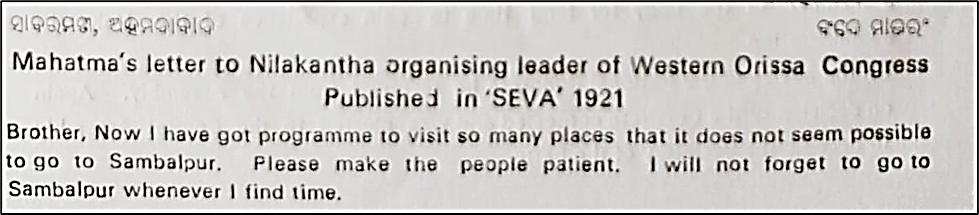 ସାବରମତୀ, ଅହମଦାବାଦ ବଂଦେ ମାତରଂ
Mahatma's letter to Nilakantha organising leader of Western Orissa Congress
Published in 'SEVA' 1921
Brother, Now I have got programme to visit so many places that it does not seem possible
to go to Sambalpur. Please make the people patient. I will not forget to go to
Sambalpur whenever I find time.